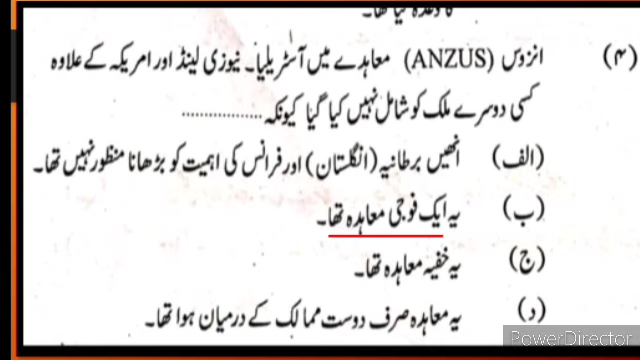 (۴) انزوس (ANZUS) معاہدے میں آسٹریلیا۔ نیوزی لینڈ اور امریکہ کے علاوہ
کسی دوسرے ملک کو شامل نہیں کیا گیا کیونکہ ..................
(الف) انھیں برطانیہ (انگلستان) اور فرانس کی اہمیت کو بڑھانا منظور نہیں تھا۔
(ب) یہ ایک فوجی معاہدہ تھا۔
(ج) یہ خفیہ معاہدہ تھا۔
(د) یہ معاہدہ صرف دوست ممالک کے درمیان ہوا تھا۔
PowerDirector